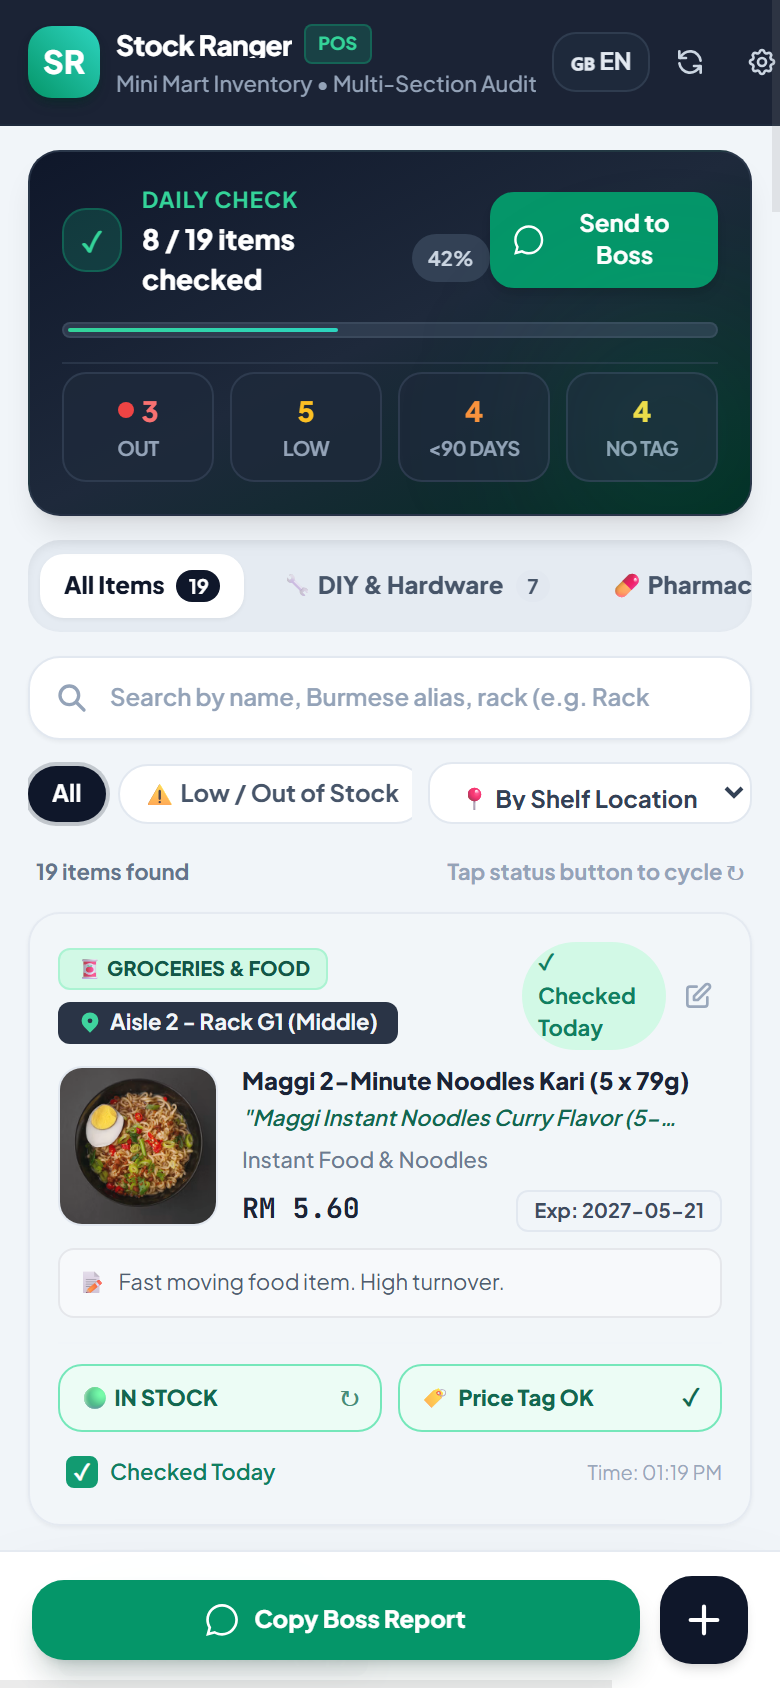 SR
Stock Ranger POS
Mini Mart Inventory • Multi-Section Audit
GB EN
DAILY CHECK
8 / 19 items
checked
42%
Send to
Boss
3
OUT
5
LOW
4
<90 DAYS
4
NO TAG
All Items 19
DIY & Hardware 7
Pharmac
Search by name, Burmese alias, rack (e.g. Rack
All
Low / Out of Stock
By Shelf Location
19 items found
Tap status button to cycle ↻
GROCERIES & FOOD
Aisle 2 - Rack G1 (Middle)
✓
Checked
Today
Maggi 2-Minute Noodles Kari (5 x 79g)
"Maggi Instant Noodles Curry Flavor (5-...
Instant Food & Noodles
RM 5.60
Exp: 2027-05-21
Fast moving food item. High turnover.
IN STOCK ↻
Price Tag OK ✓
Checked Today
Time: 01:19 PM
Copy Boss Report
+